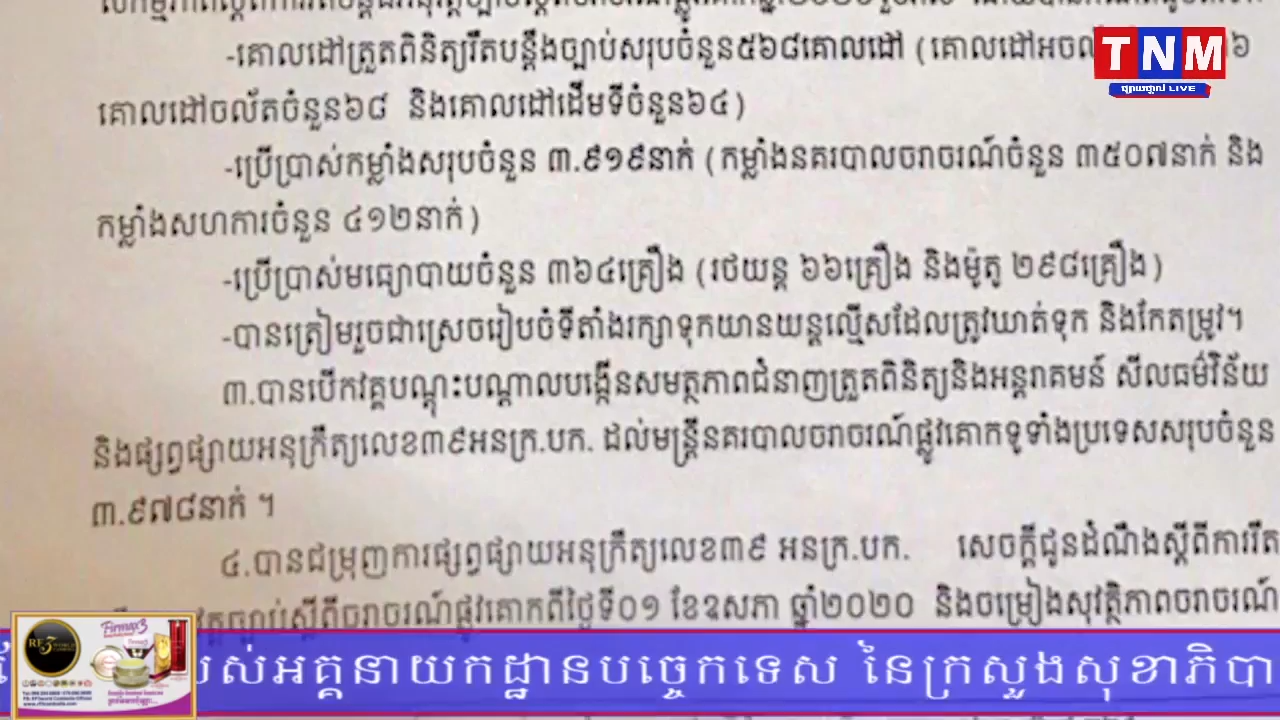 -គោលដៅត្រួតពិនិត្យរឹតបន្តឹងច្បាប់សរុបចំនួន៥៦៨គោលដៅ (គោលដៅអចល
TNM
ផ្សាយផ្ទាល់ LIVE
គោលដៅចល័តចំនួន៦៨ និងគោលដៅដើមទីចំនួន៦៤)
-ប្រើប្រាស់កម្លាំងសរុបចំនួន ៣.៩១៩នាក់ (កម្លាំងនគរបាលចរាចរណ៍ចំនួន ៣៥០៧នាក់ និង
កម្លាំងសហការចំនួន ៤១២នាក់)
-ប្រើប្រាស់មធ្យោបាយចំនួន ៣៦៤គ្រឿង (រថយន្ត ៦៦គ្រឿង និងម៉ូតូ ២៩៨គ្រឿង)
-បានត្រៀមរួចជាស្រេចរៀបចំទីតាំងរក្សាទុកយានយន្តល្មើសដែលត្រូវឃាត់ទុក និងកែតម្រូវ។
៣.បានបើកវគ្គបណ្តុះបណ្តាលបង្កើនសមត្ថភាពជំនាញត្រួតពិនិត្យនិងអន្តរាគមន៍ សីលធម៌វិន័យ
និងផ្សព្វផ្សាយអនុក្រឹត្យលេខ៣៩អនក្រ.បក. ដល់មន្ត្រីនគរបាលចរាចរណ៍ផ្លូវគោកទូទាំងប្រទេសសរុបចំនួន
៣.៩៧៨នាក់ ។
៤.បានជម្រុញការផ្សព្វផ្សាយអនុក្រឹត្យលេខ៣៩ អនក្រ.បក. សេចក្តីជូនដំណឹងស្តីពីការរឹត
ច្បាប់ស្តីពីចរាចរណ៍ផ្លូវគោកពីថ្ងៃទី០១ ខែឧសភា ឆ្នាំ២០២០ និងចម្រៀងសុវត្ថិភាពចរាចរណ៍
RF3 WORLD
Firmax3
បស់អគ្គនាយកដ្ឋានបច្ចេកទេស នៃក្រសួងសុខាភិបា